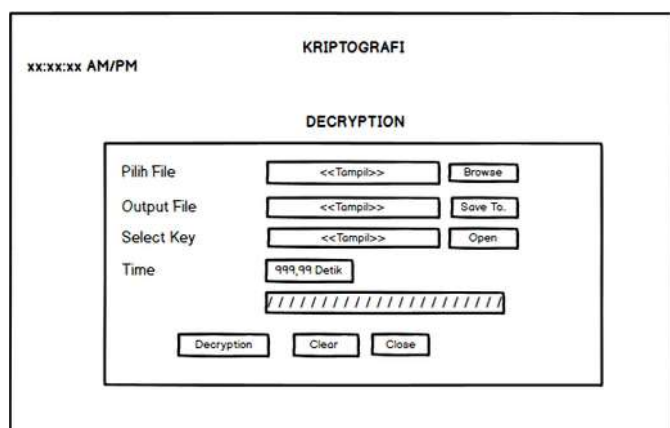 KRIPTOGRAFI
xx:xx:xx AM/PM
DECRYPTION
Pilih File <<Tampil>> Browse
Output File <<Tampil>> Save To.
Select Key <<Tampil>> Open
Time 999,99 Detik
Decryption Clear Close